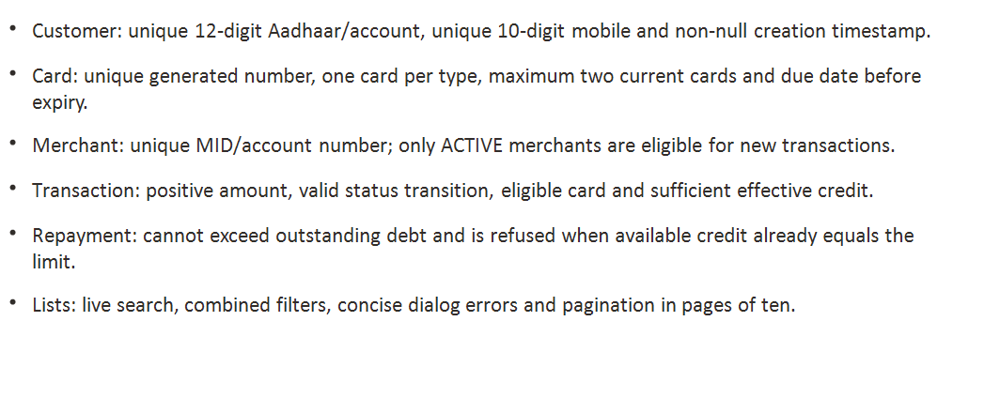 • Customer: unique 12-digit Aadhaar/account, unique 10-digit mobile and non-null creation timestamp.
• Card: unique generated number, one card per type, maximum two current cards and due date before
expiry.
• Merchant: unique MID/account number; only ACTIVE merchants are eligible for new transactions.
• Transaction: positive amount, valid status transition, eligible card and sufficient effective credit.
• Repayment: cannot exceed outstanding debt and is refused when available credit already equals the
limit.
• Lists: live search, combined filters, concise dialog errors and pagination in pages of ten.